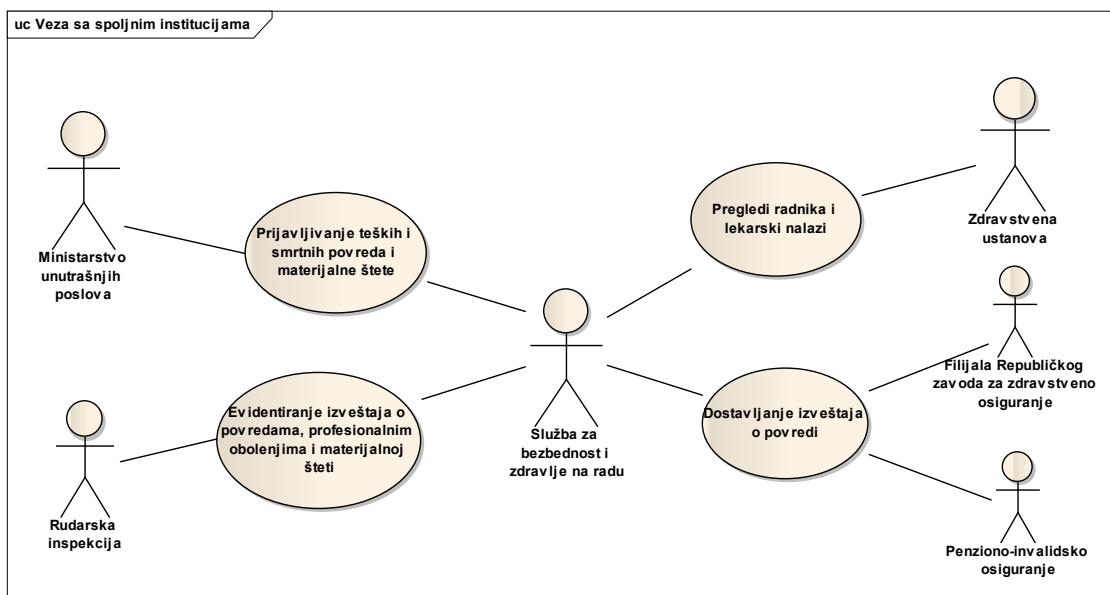 uc Veza sa spoljnim institucijama
Ministarstvo
unutrašnjih
poslova
Prijavljivanje teških i
smrtnih povreda i
materijalne štete
Pregledi radnika i
lekarski nalazi
Zdravstvena
ustanova
Filijala Republičkog
zavoda za zdravstveno
osiguranje
Rudarska
inspekcija
Evidentiranje izveštaja o
povredama, profesionalnim
obolenjima i materijalnoj
šteti
Služba za
bezbednost i
zdravlje na radu
Dostavljanje izveštaja
o povredi
Penziono-invalidsko
osiguranje